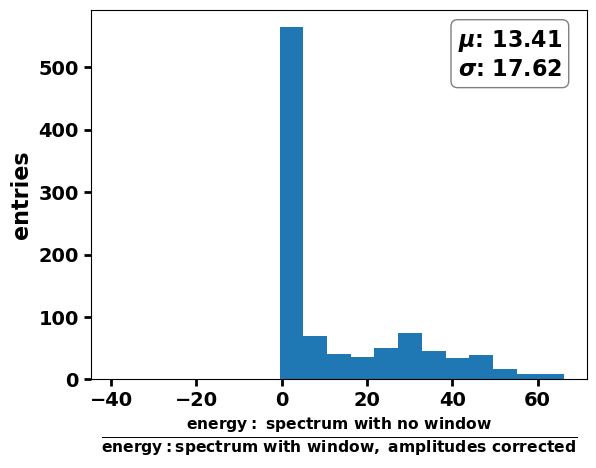 μ: 13.41
σ: 17.62
entries
500
400
300
200
100
0
−40 −20 0 20 40 60
energy: spectrum with no window
energy: spectrum with window, amplitudes corrected